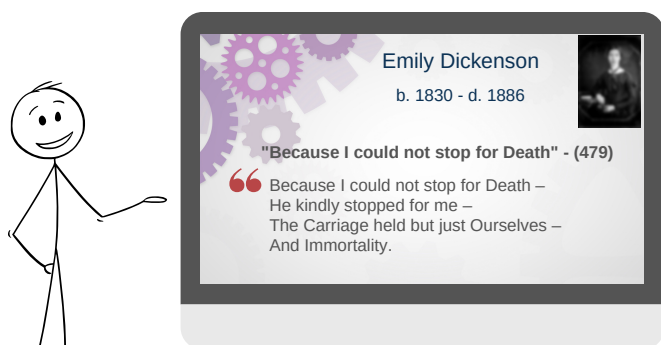 Emily Dickenson
b. 1830 - d. 1886
"Because I could not stop for Death" - (479)
Because I could not stop for Death –
He kindly stopped for me –
The Carriage held but just Ourselves –
And Immortality.